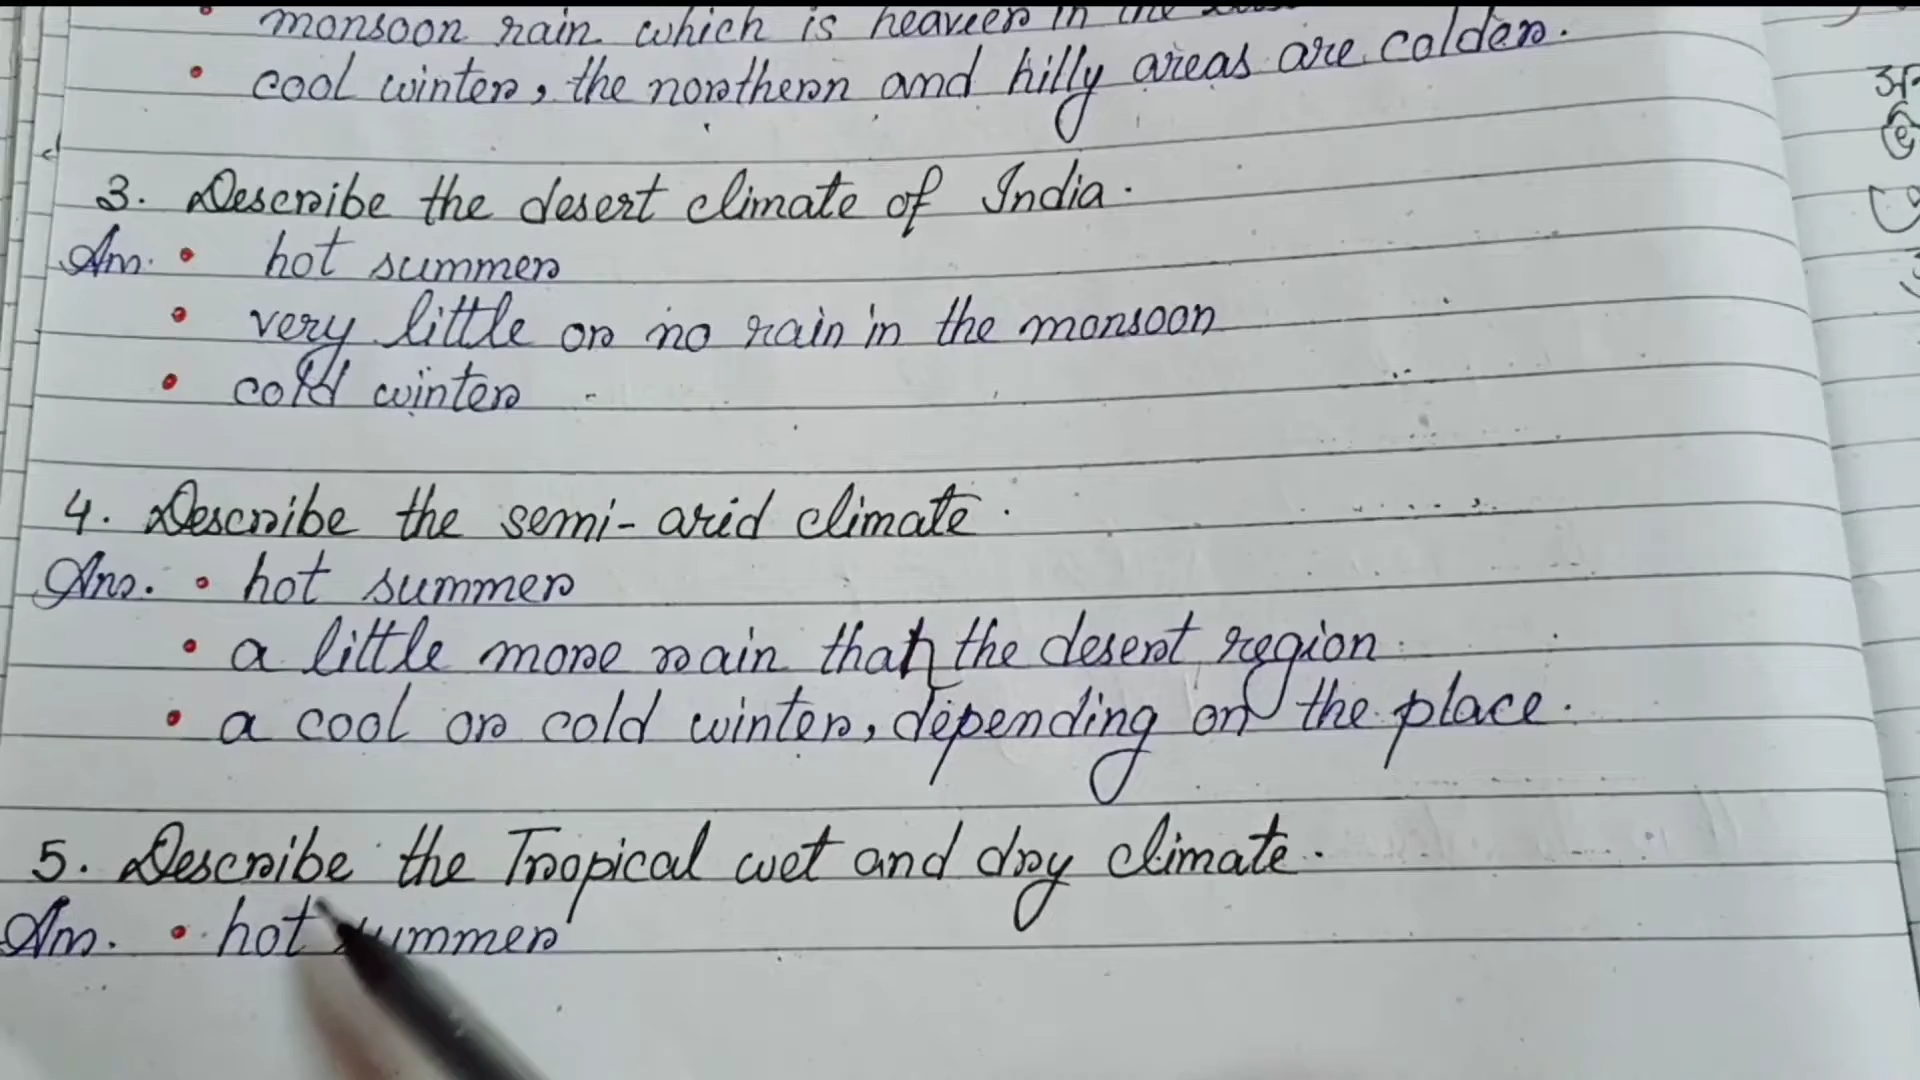 • monsoon rain which is heavier in the
• cool winter, the northern and hilly areas are colder.
3. Describe the desert climate of India.
Ans. • hot summer
• very little or no rain in the monsoon
• cold winter
4. Describe the semi-arid climate.
Ans. • hot summer
• a little more rain than the desert region.
• a cool or cold winter, depending on the place.
5. Describe the Tropical wet and dry climate.
Ans. • hot summer